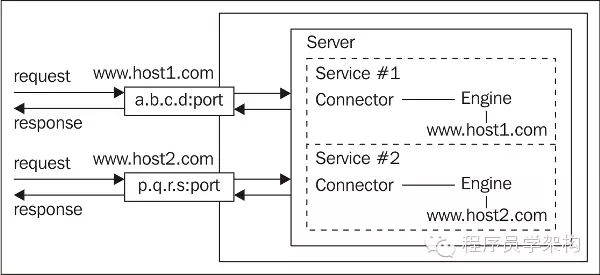 Server
www.host1.com
request
a.b.c.d:port
response
Service #1
Connector
Engine
www.host1.com
www.host2.com
request
p.q.r.s:port
response
Service #2
Connector
Engine
www.host2.com
程序员学架构